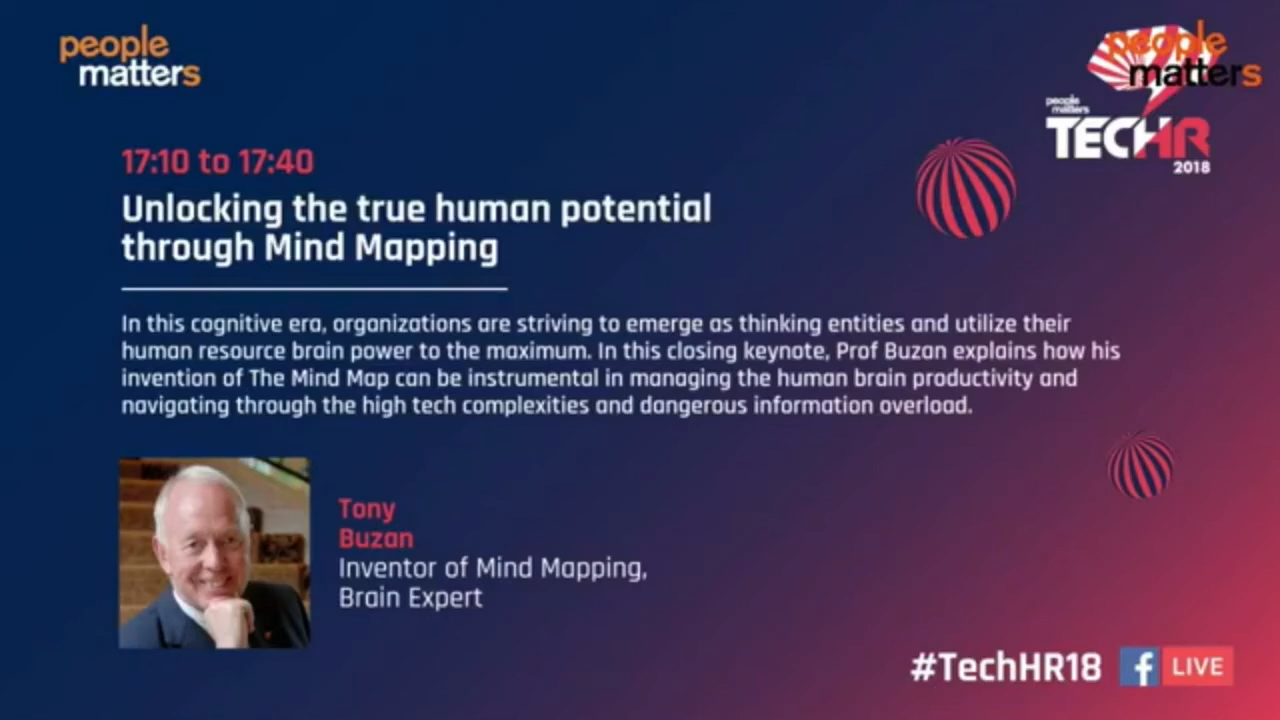 people
matters
people
matters
people
matters
TECHR
2018
17:10 to 17:40
Unlocking the true human potential
through Mind Mapping
In this cognitive era, organizations are striving to emerge as thinking entities and utilize their
human resource brain power to the maximum. In this closing keynote, Prof Buzan explains how his
invention of The Mind Map can be instrumental in managing the human brain productivity and
navigating through the high tech complexities and dangerous information overload.
Tony
Buzan
Inventor of Mind Mapping,
Brain Expert
#TechHR18 f LIVE